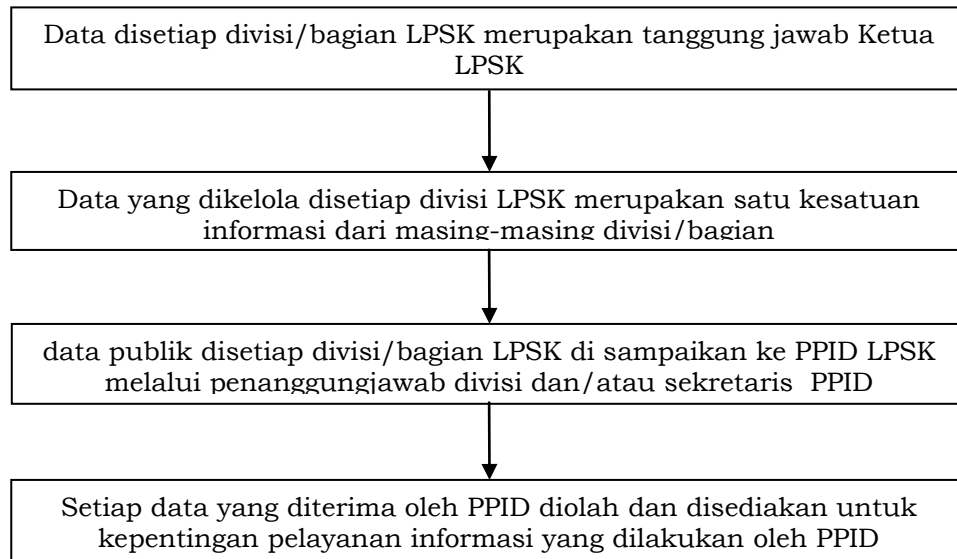 Data disetiap divisi/bagian LPSK merupakan tanggung jawab Ketua
LPSK
Data yang dikelola disetiap divisi LPSK merupakan satu kesatuan
informasi dari masing-masing divisi/bagian
data publik disetiap divisi/bagian LPSK di sampaikan ke PPID LPSK
melalui penanggungjawab divisi dan/atau sekretaris PPID
Setiap data yang diterima oleh PPID diolah dan disediakan untuk
kepentingan pelayanan informasi yang dilakukan oleh PPID